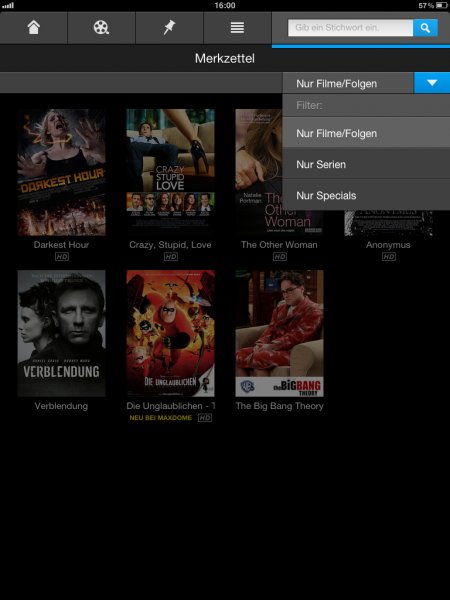 16:00
57%
Gib ein Stichwort ein.
Merkzettel
Nur Filme/Folgen
Filter:
Nur Filme/Folgen
Nur Serien
Nur Specials
DARKEST HOUR
CRAZY
STUPID
LOVE
Natalie
Portman
The
Other
Woman
ANONYMUS
Darkest Hour
HD
Crazy, Stupid, Love
HD
The Other Woman
HD
Anonymus
HD
DANIEL CRAIG ROONEY MARA
VERBLENDUNG
DIE UNGLAUBLICHEN
the BIG BANG
THEORY
Verblendung
Die Unglaublichen - T
NEU BEI MAXDOME HD
The Big Bang Theory